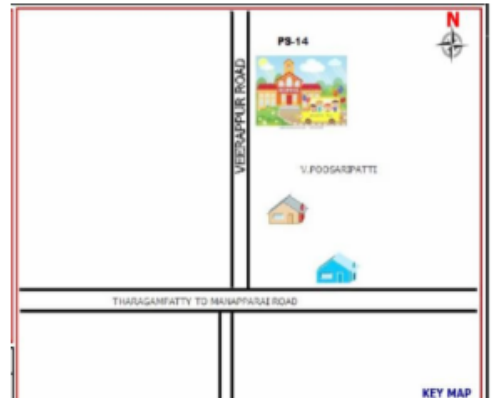 N
PS-14
VEERAPPUR ROAD
V.POOSARIPATTI
THARAGAMPATTY TO MANAPPARAI ROAD
KEY MAP